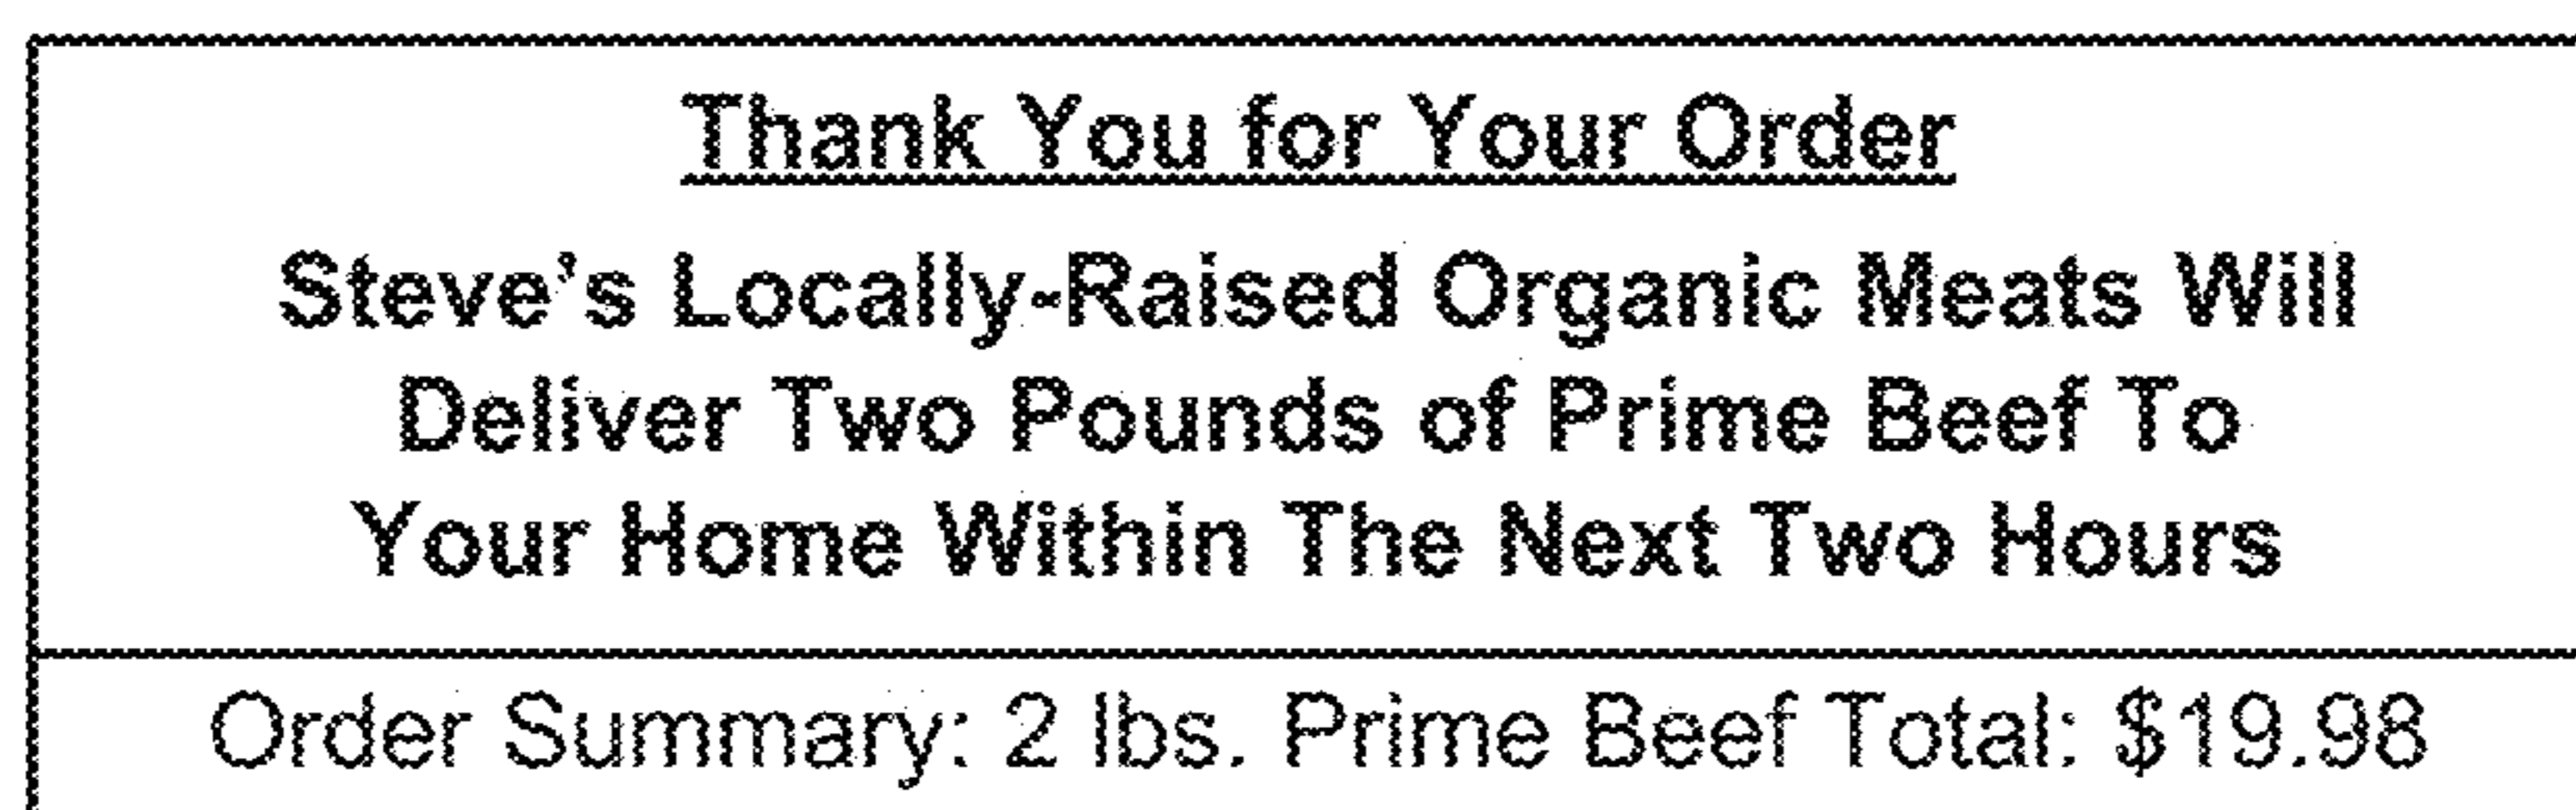 Thank You for Your Order
Steve's Locally-Raised Organic Meats Will
Deliver Two Pounds of Prime Beef To
Your Home Within The Next Two Hours
Order Summary: 2 lbs. Prime Beef Total: $19.98